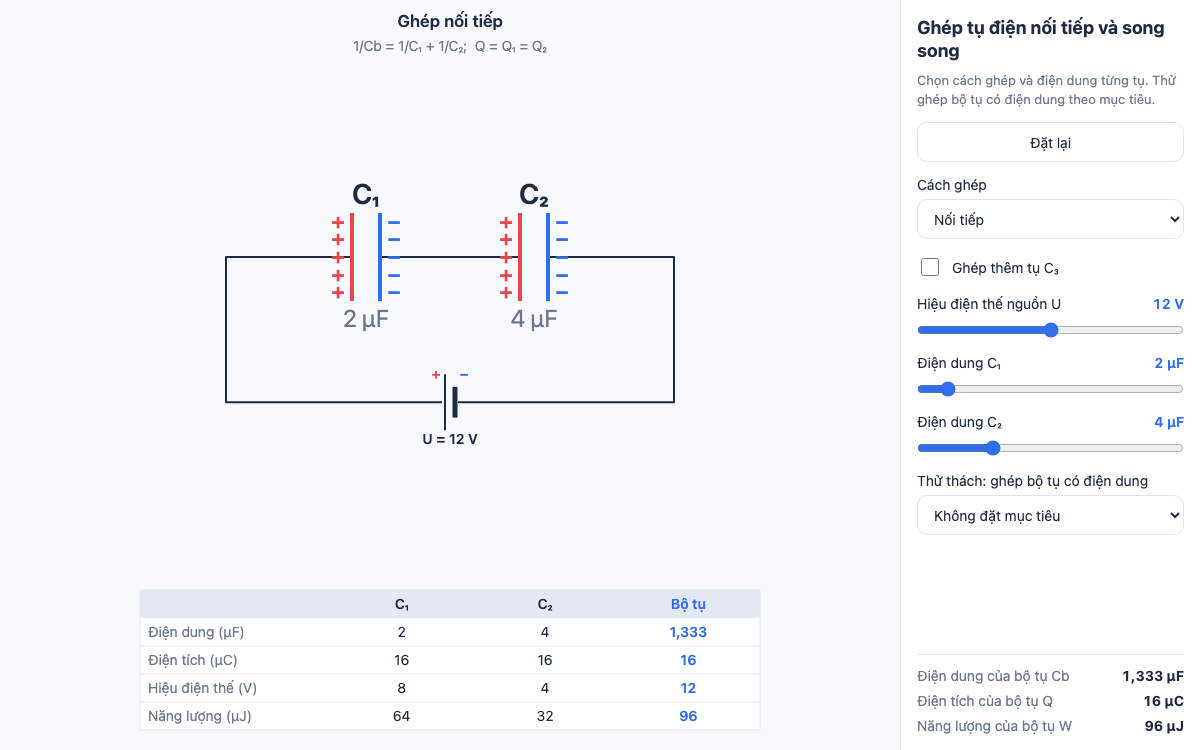 Ghép nối tiếp
1/Cb = 1/C₁ + 1/C₂; Q = Q₁ = Q₂
C₁ C₂
+ − + −
+ − + −
+ − + −
+ − + −
+ − + −
2 µF 4 µF
+ −
U = 12 V
C₁ C₂ Bộ tụ
Điện dung (µF) 2 4 1,333
Điện tích (µC) 16 16 16
Hiệu điện thế (V) 8 4 12
Năng lượng (µJ) 64 32 96
Ghép tụ điện nối tiếp và song
song
Chọn cách ghép và điện dung từng tụ. Thử
ghép bộ tụ có điện dung theo mục tiêu.
Đặt lại
Cách ghép
Nối tiếp
Ghép thêm tụ C₃
Hiệu điện thế nguồn U 12 V
Điện dung C₁ 2 µF
Điện dung C₂ 4 µF
Thử thách: ghép bộ tụ có điện dung
Không đặt mục tiêu
Điện dung của bộ tụ Cb 1,333 µF
Điện tích của bộ tụ Q 16 µC
Năng lượng của bộ tụ W 96 µJ